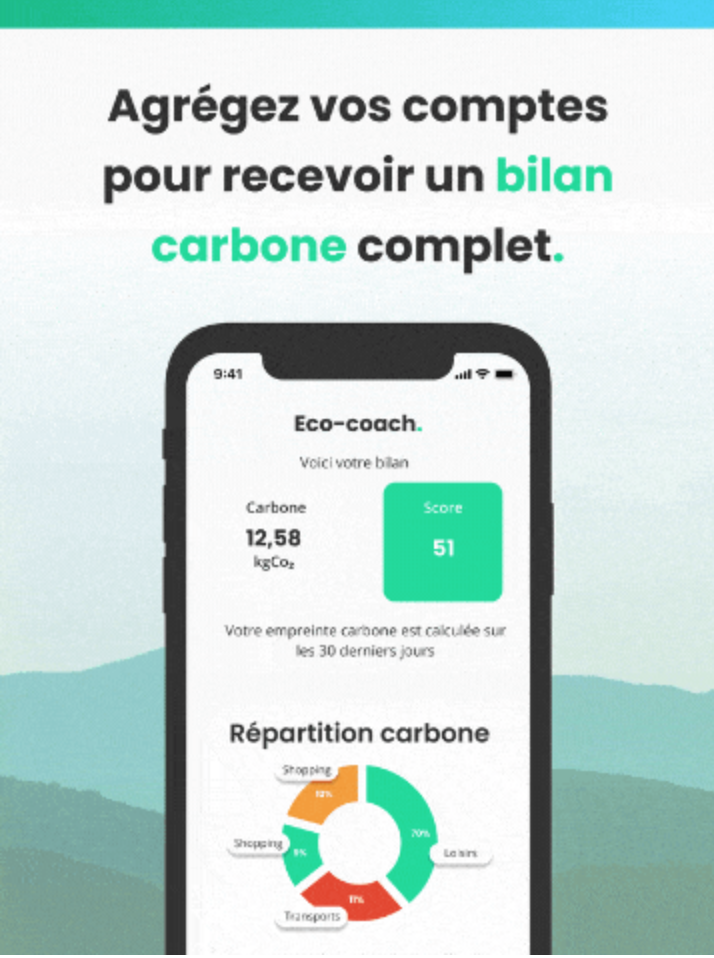 Agrégez vos comptes
pour recevoir un bilan
carbone complet.
9:41
Eco-coach.
Voici votre bilan
Carbone
12,58
kgCo₂
Score
51
Votre empreinte carbone est calculée sur
les 30 derniers jours
Répartition carbone
Shopping
70%
Shopping
Loisirs
11%
Transports